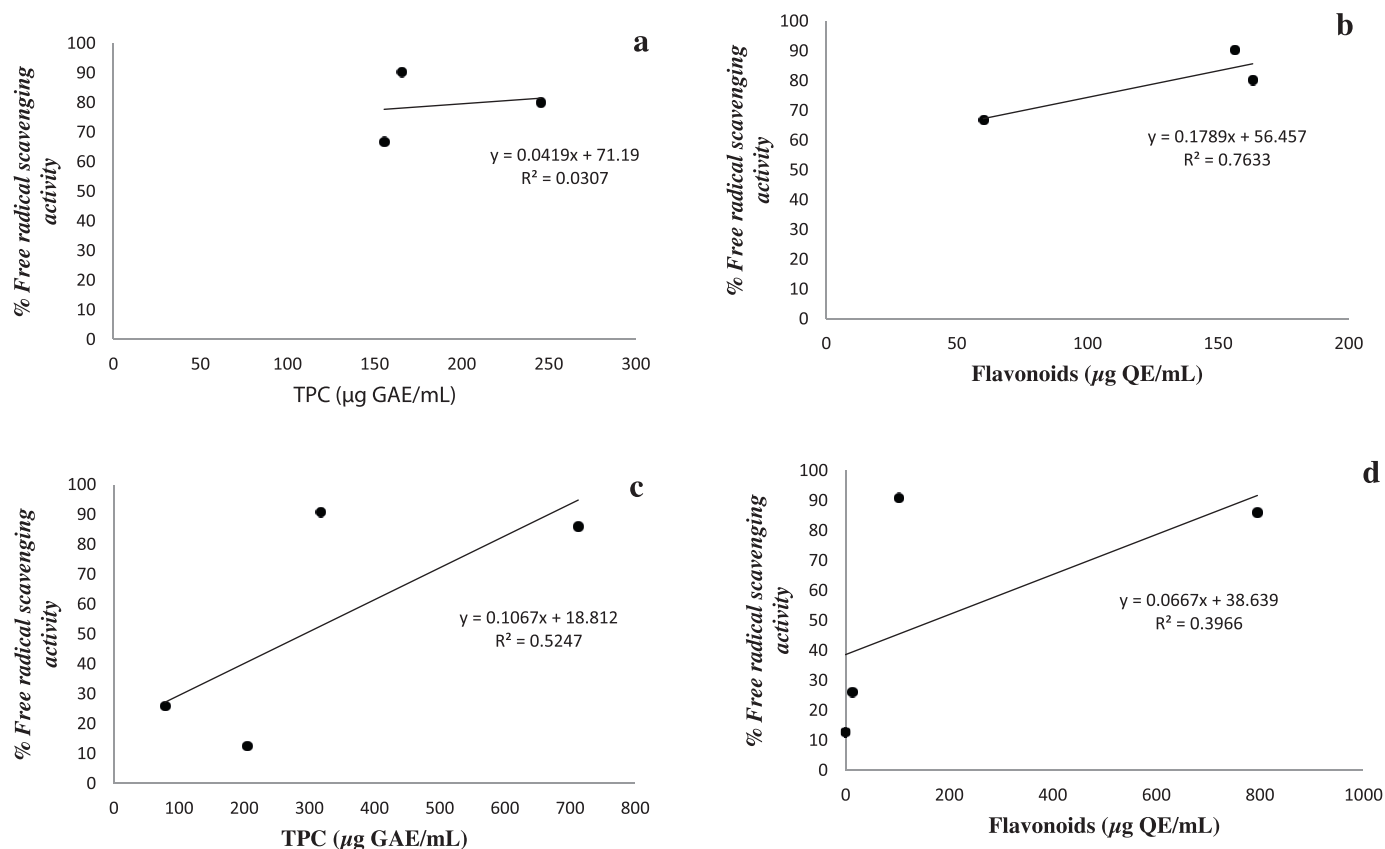 a
100
90
80
70
60
50
40
30
20
10
0
% Free radical scavenging
activity
y = 0.0419x + 71.19
R² = 0.0307
0 50 100 150 200 250 300
TPC (µg GAE/mL)
b
100
90
80
70
60
50
40
30
20
10
0
% Free radical scavenging
activity
y = 0.1789x + 56.457
R² = 0.7633
0 50 100 150 200
Flavonoids (µg QE/mL)
c
100
90
80
70
60
50
40
30
20
10
0
% Free radical scavenging
activity
y = 0.1067x + 18.812
R² = 0.5247
0 100 200 300 400 500 600 700 800
TPC (µg GAE/mL)
d
100
90
80
70
60
50
40
30
20
10
0
% Free radical scavenging
activity
y = 0.0667x + 38.639
R² = 0.3966
0 200 400 600 800 1000
Flavonoids (µg QE/mL)